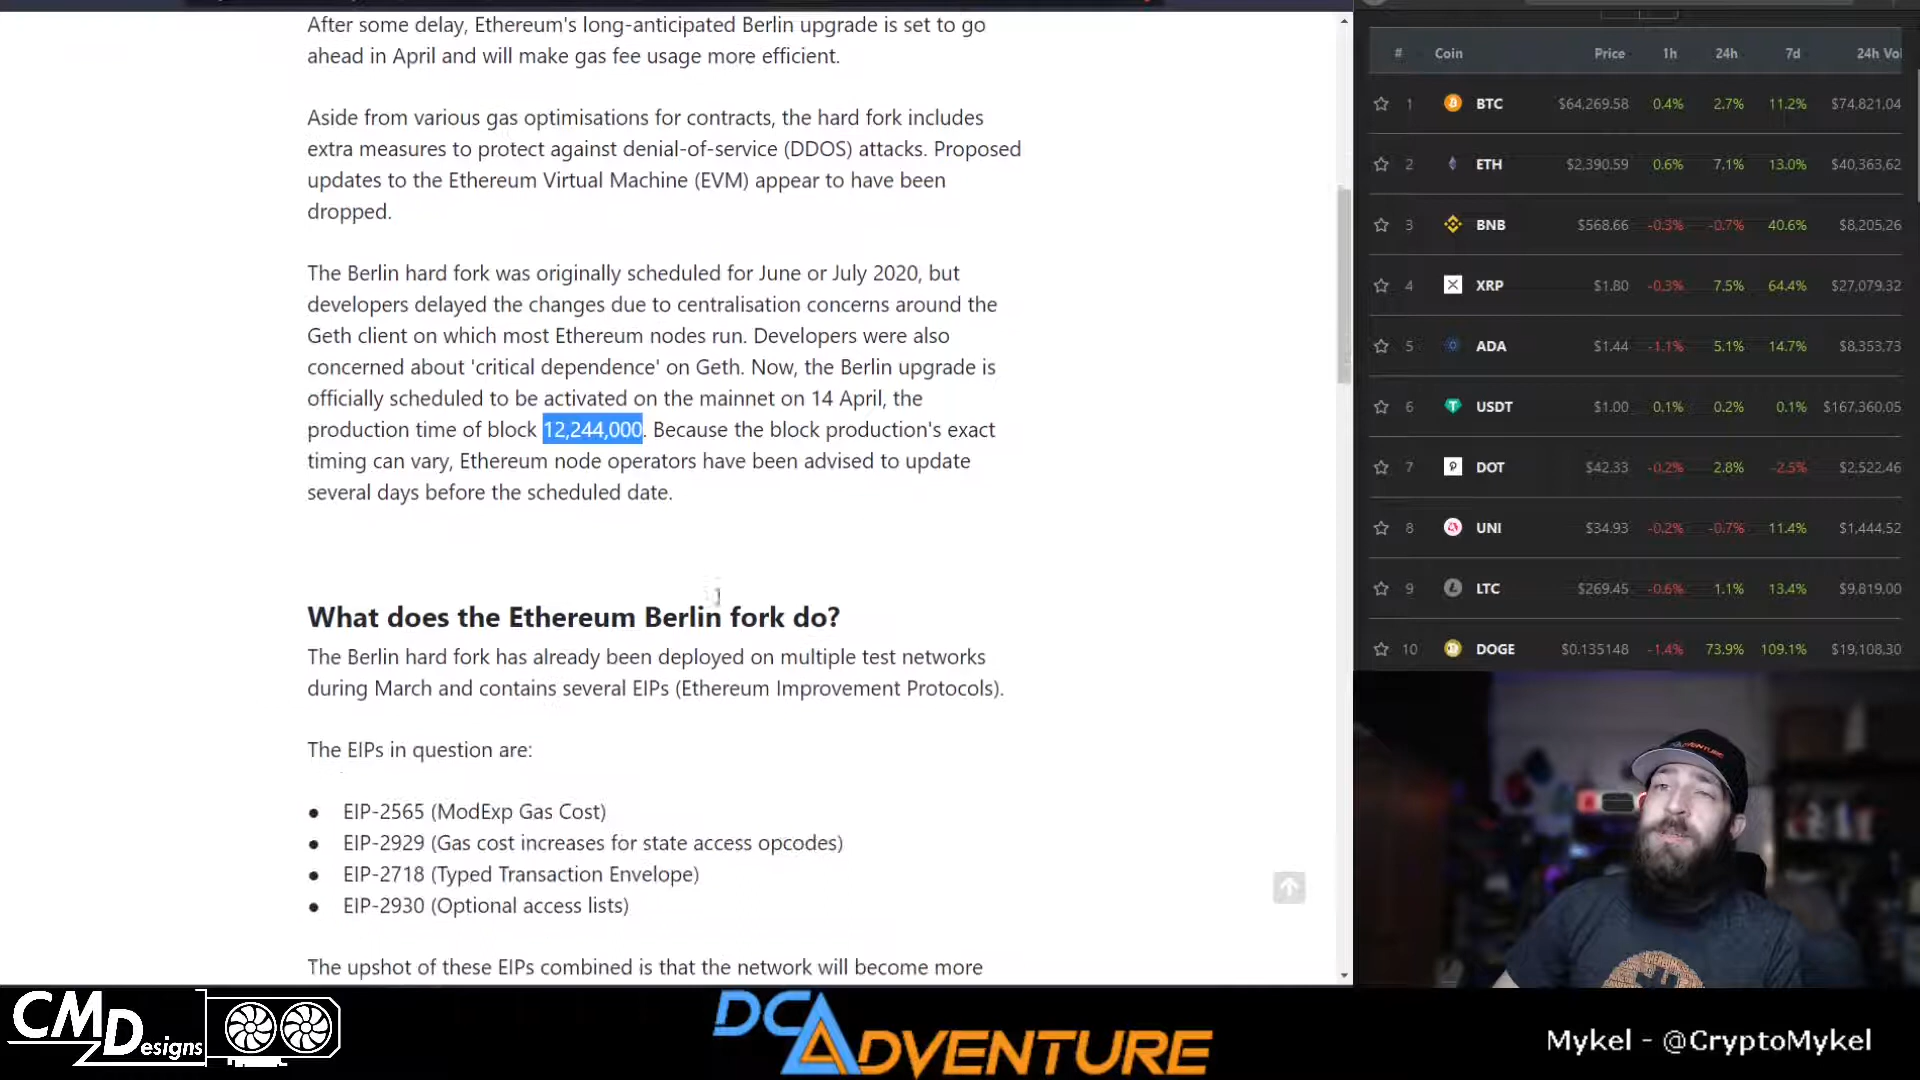 After some delay, Ethereum's long-anticipated Berlin upgrade is set to go
ahead in April and will make gas fee usage more efficient.
Aside from various gas optimisations for contracts, the hard fork includes
extra measures to protect against denial-of-service (DDOS) attacks. Proposed
updates to the Ethereum Virtual Machine (EVM) appear to have been
dropped.
The Berlin hard fork was originally scheduled for June or July 2020, but
developers delayed the changes due to centralisation concerns around the
Geth client on which most Ethereum nodes run. Developers were also
concerned about 'critical dependence' on Geth. Now, the Berlin upgrade is
officially scheduled to be activated on the mainnet on 14 April, the
production time of block 12,244,000. Because the block production's exact
timing can vary, Ethereum node operators have been advised to update
several days before the scheduled date.
What does the Ethereum Berlin fork do?
The Berlin hard fork has already been deployed on multiple test networks
during March and contains several EIPs (Ethereum Improvement Protocols).
The EIPs in question are:
● EIP-2565 (ModExp Gas Cost)
● EIP-2929 (Gas cost increases for state access opcodes)
● EIP-2718 (Typed Transaction Envelope)
● EIP-2930 (Optional access lists)
The upshot of these EIPs combined is that the network will become more
# Coin Price 1h 24h 7d 24h Vol
1 BTC $64,269.58 0.4% 2.7% 11.2% $74,821,04
2 ETH $2,390.59 0.6% 7.1% 13.0% $40,363,62
3 BNB $568.66 -0.3% -0.7% 40.6% $8,205,26
4 XRP $1.80 -0.3% 7.5% 64.4% $27,079,32
5 ADA $1.44 -1.1% 5.1% 14.7% $8,353,73
6 USDT $1.00 0.1% 0.2% 0.1% $167,360,05
7 DOT $42.33 -0.2% 2.8% -2.5% $2,522,46
8 UNI $34.93 -0.2% -0.7% 11.4% $1,444,52
9 LTC $269.45 -0.6% 1.1% 13.4% $9,819,00
10 DOGE $0.135148 -1.4% 73.9% 109.1% $19,108,30
CMDesigns
DCADVENTURE
Mykel - @CryptoMykel